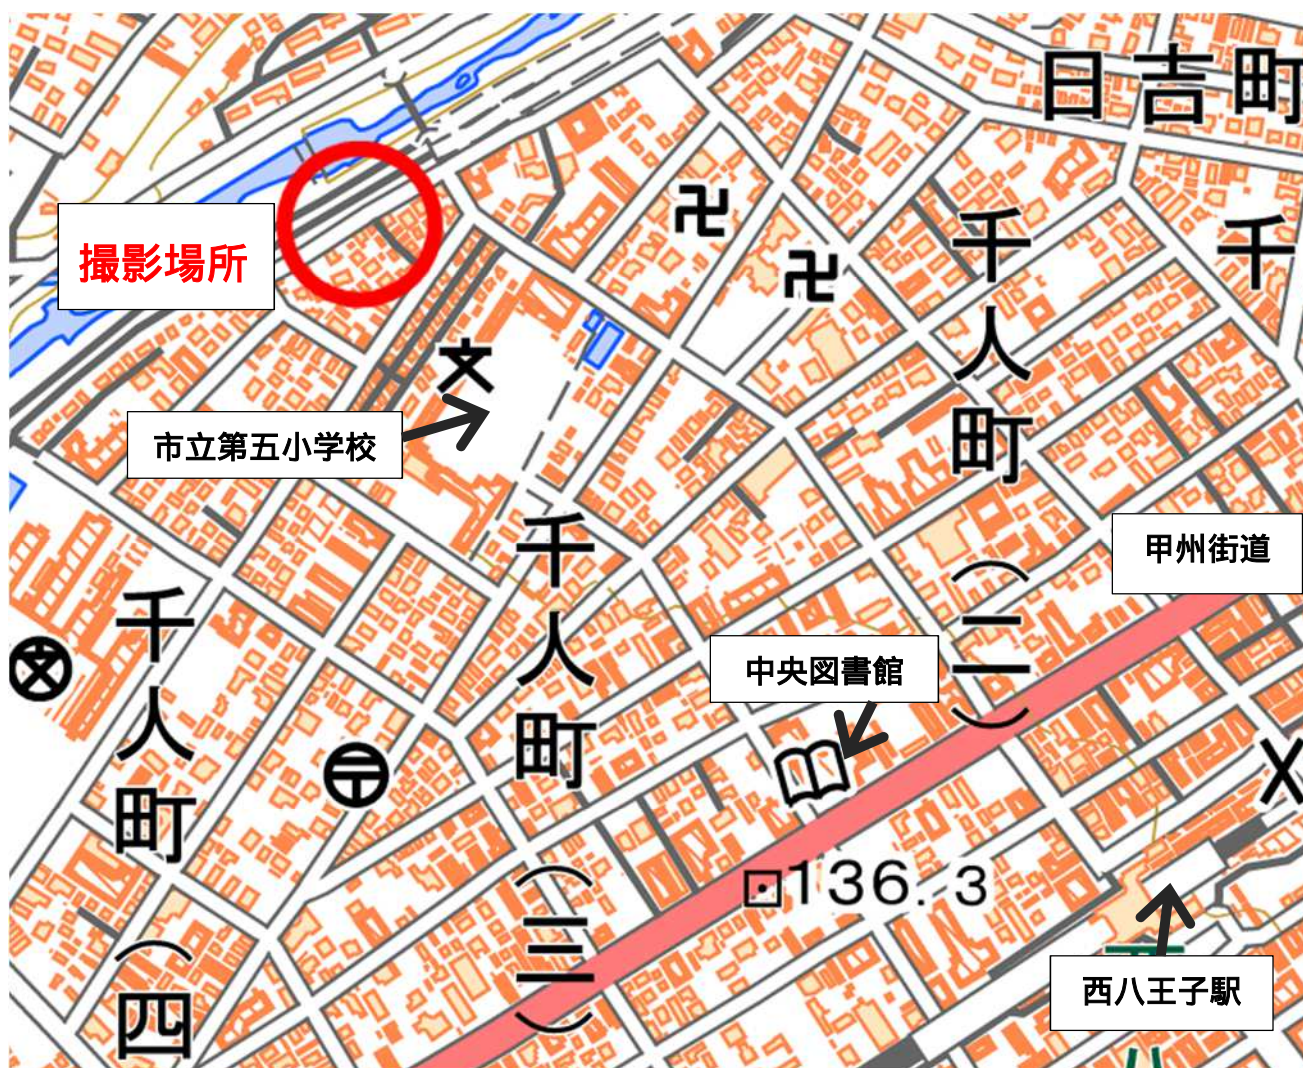 日吉町
千
千人町(二)
撮影場所
市立第五小学校
甲州街道
千人町(三)
千人町(四)
中央図書館
136.3
西八王子駅